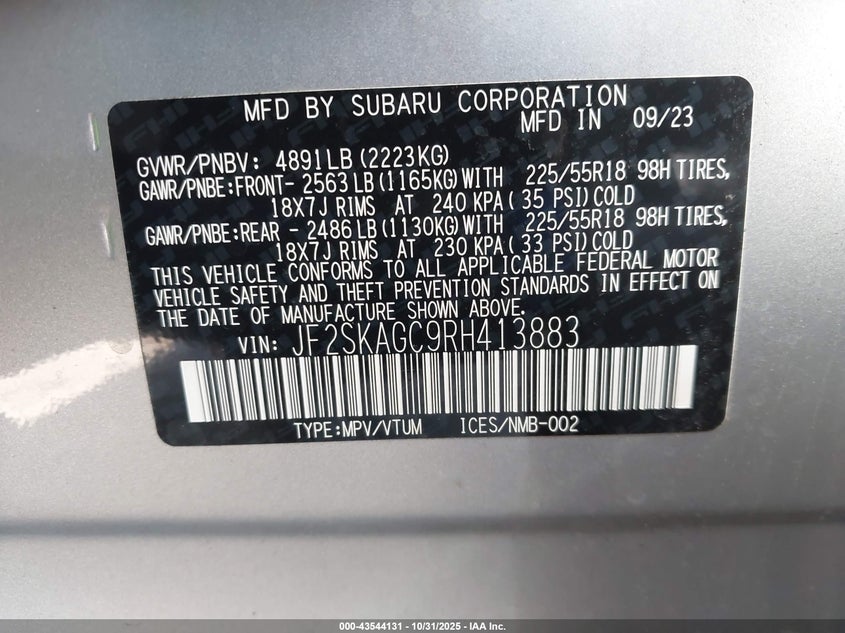 MFD BY SUBARU CORPORATION
MFD IN 09/23
GVWR/PNBV: 4891LB (2223KG)
GAWR/PNBE:FRONT- 2563LB (1165KG)WITH 225/55R18 98H TIRES,
18X7J RIMS AT 240 KPA( 35 PSI)COLD
GAWR/PNBE:REAR - 2486LB (1130KG)WITH 225/55R18 98H TIRES,
18X7J RIMS AT 230 KPA( 33 PSI)COLD
THIS VEHICLE CONFORMS TO ALL APPLICABLE FEDERAL MOTOR
VEHICLE SAFETY AND THEFT PREVENTION STANDARDS IN EFFECT ON
THE DATE OF MANUFACTURE SHOWN ABOVE.
VIN: JF2SKAGC9RH413883
TYPE:MPV/VTUM ICES/NMB-002
000-43544131 - 10/31/2025 - IAA Inc.